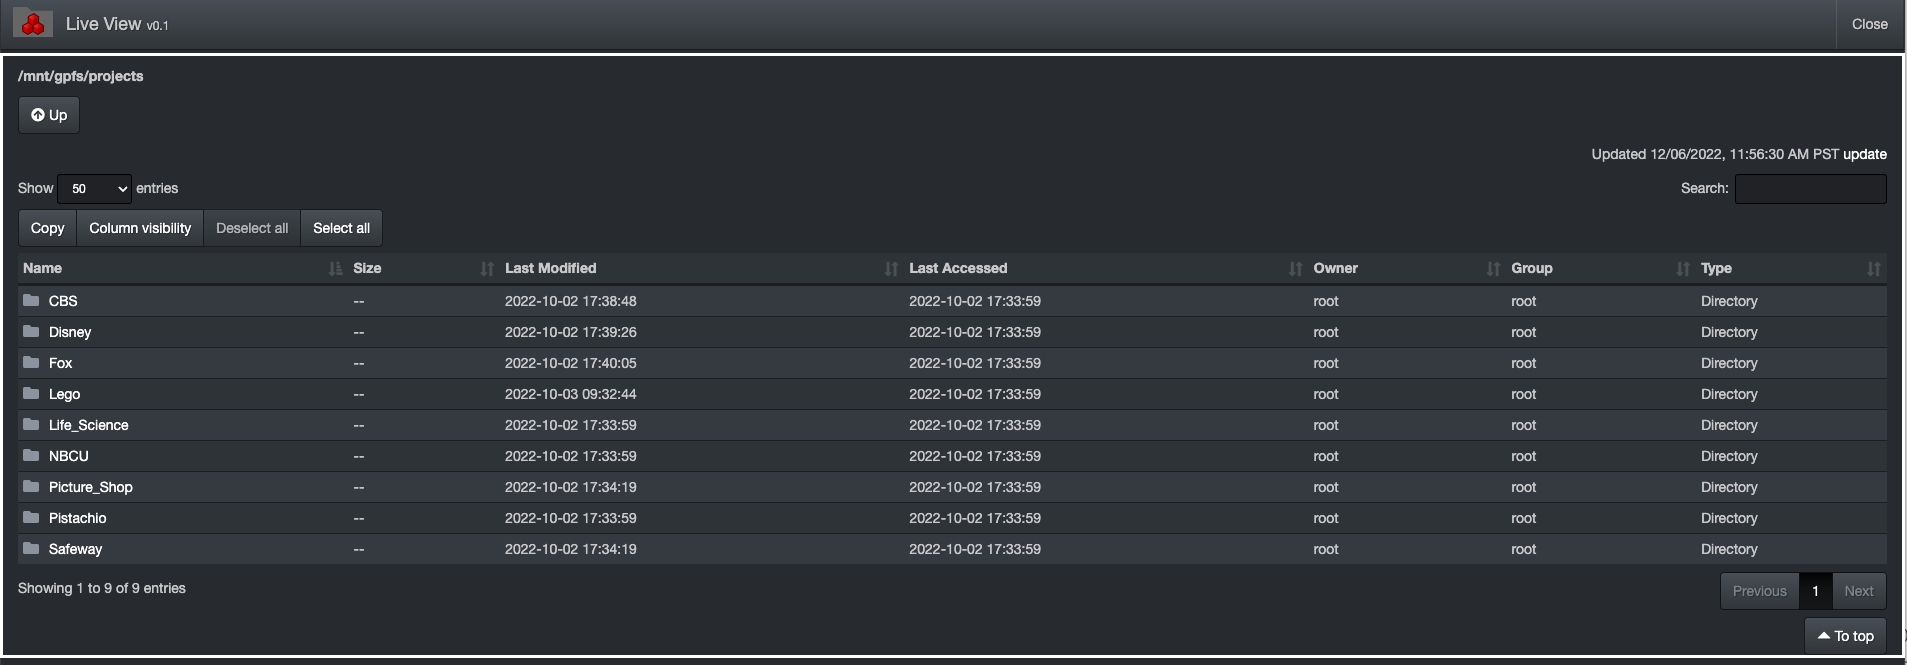 Live View v0.1 Close
/mnt/gpfs/projects
Up
Updated 12/06/2022, 11:56:30 AM PST update
Show 50 entries Search:
Copy Column visibility Deselect all Select all
Name Size Last Modified Last Accessed Owner Group Type
CBS -- 2022-10-02 17:38:48 2022-10-02 17:33:59 root root Directory
Disney -- 2022-10-02 17:39:26 2022-10-02 17:33:59 root root Directory
Fox -- 2022-10-02 17:40:05 2022-10-02 17:33:59 root root Directory
Lego -- 2022-10-03 09:32:44 2022-10-02 17:33:59 root root Directory
Life_Science -- 2022-10-02 17:33:59 2022-10-02 17:33:59 root root Directory
NBCU -- 2022-10-02 17:33:59 2022-10-02 17:33:59 root root Directory
Picture_Shop -- 2022-10-02 17:34:19 2022-10-02 17:33:59 root root Directory
Pistachio -- 2022-10-02 17:33:59 2022-10-02 17:33:59 root root Directory
Safeway -- 2022-10-02 17:34:19 2022-10-02 17:33:59 root root Directory
Showing 1 to 9 of 9 entries Previous 1 Next
To top